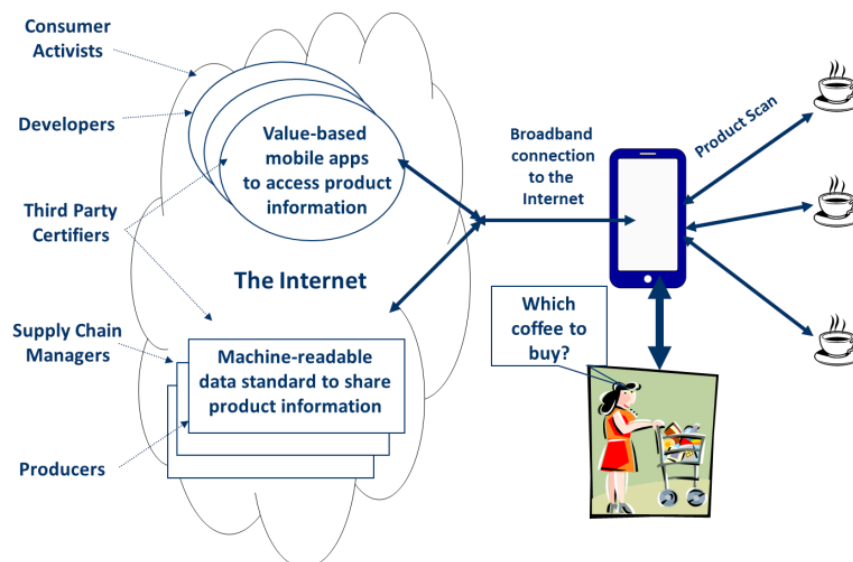 Consumer
Activists
Developers
Third Party
Certifiers
Supply Chain
Managers
Producers
Value-based
mobile apps
to access product
information
The Internet
Machine-readable
data standard to share
product information
Broadband
connection
to the
Internet
Product Scan
Which
coffee to
buy?